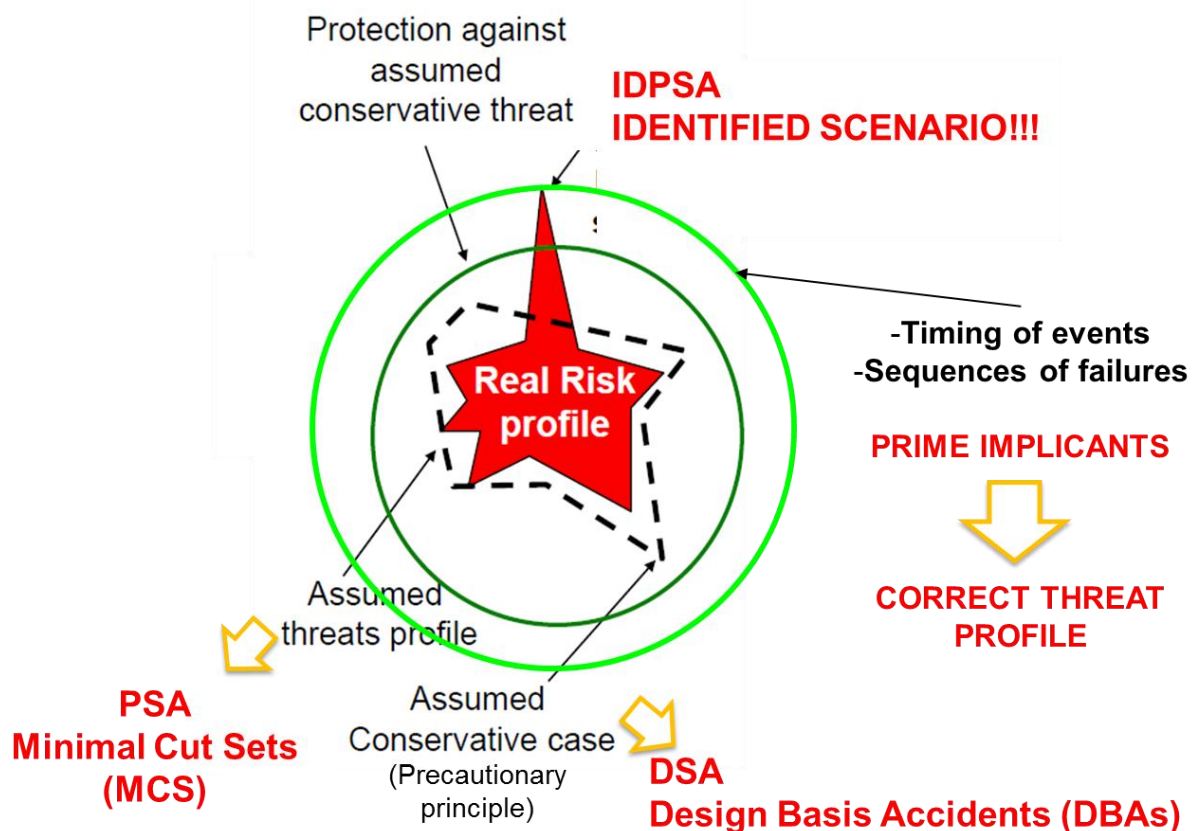 Protection against
assumed
conservative threat
IDPSA
IDENTIFIED SCENARIO!!!
-Timing of events
-Sequences of failures
Real Risk
profile
PRIME IMPLICANTS
CORRECT THREAT
PROFILE
Assumed
threats profile
PSA
Minimal Cut Sets
(MCS)
Assumed
Conservative case
(Precautionary
principle)
DSA
Design Basis Accidents (DBAs)